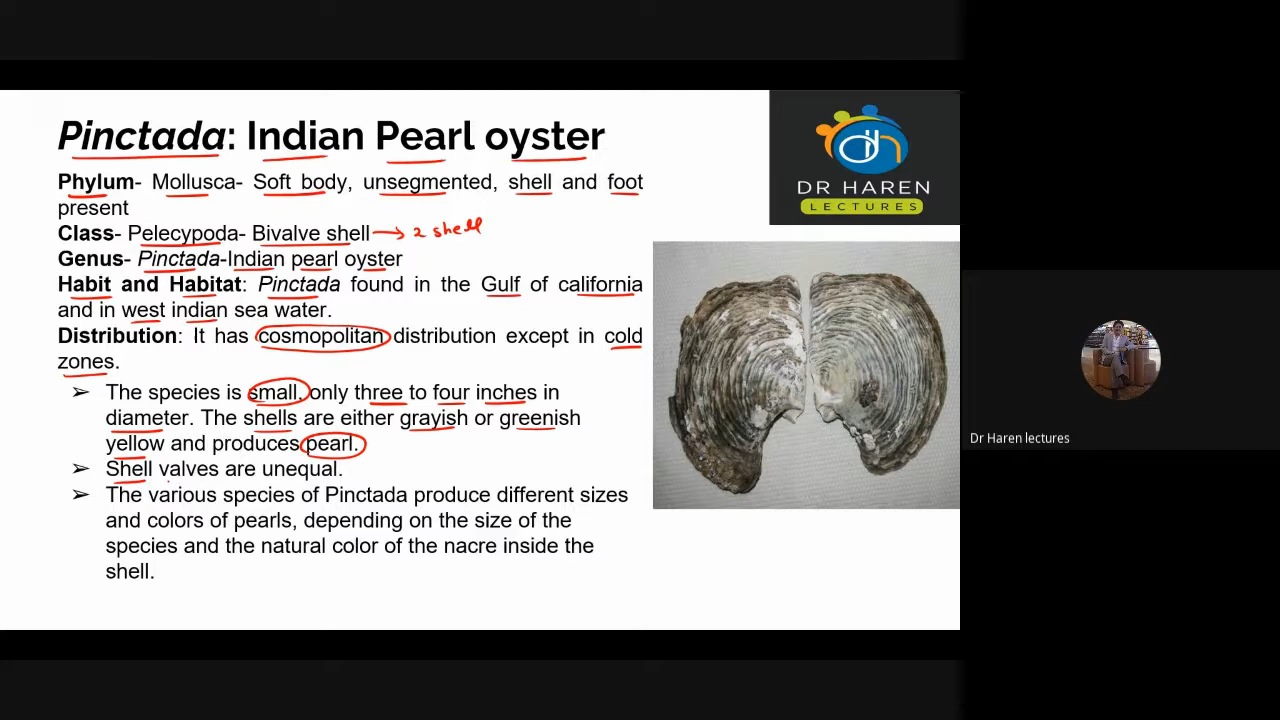 Pinctada: Indian Pearl oyster
Phylum- Mollusca- Soft body, unsegmented, shell and foot
present
Class- Pelecypoda- Bivalve shell → 2 shell
Genus- Pinctada-Indian pearl oyster
Habit and Habitat: Pinctada found in the Gulf of california
and in west indian sea water.
Distribution: It has cosmopolitan distribution except in cold
zones.
➢ The species is small, only three to four inches in
diameter. The shells are either grayish or greenish
yellow and produces pearl.
➢ Shell valves are unequal.
➢ The various species of Pinctada produce different sizes
and colors of pearls, depending on the size of the
species and the natural color of the nacre inside the
shell.
dh
DR HAREN
LECTURES
Dr Haren lectures